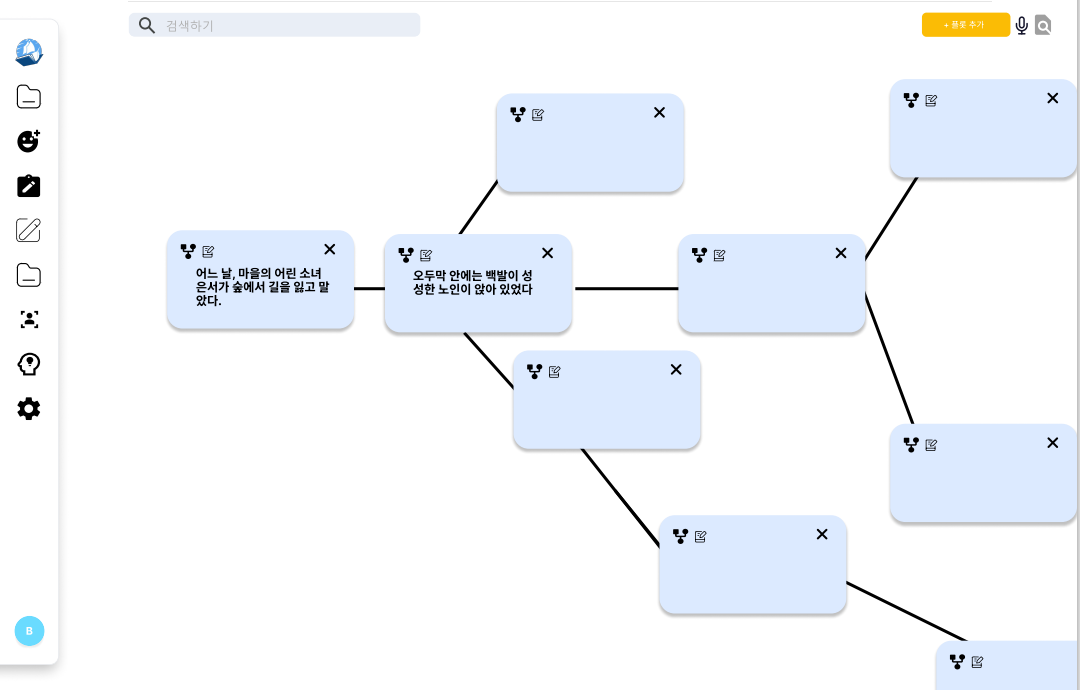 검색하기
+ 플롯 추가
어느 날, 마을의 어린 소녀
은서가 숲에서 길을 잃고 말
았다.
오두막 안에는 백발이 성
성한 노인이 앉아 있었다
B